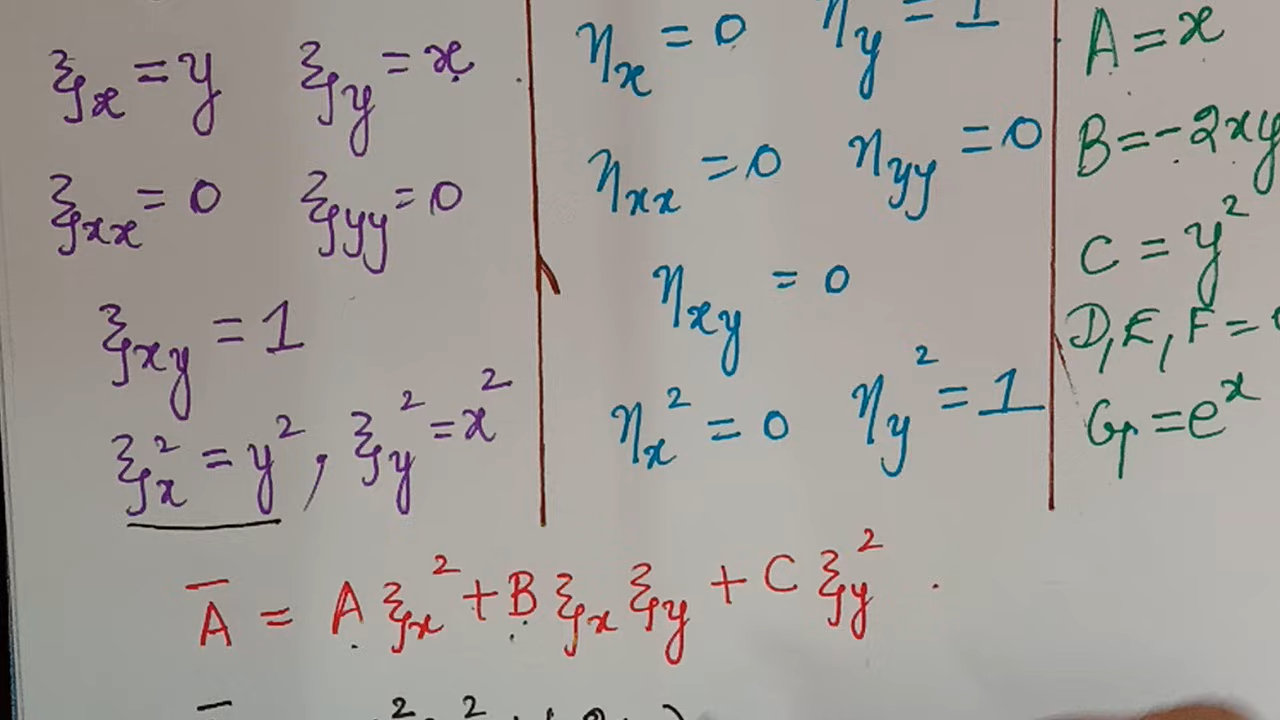 ξx = y ξy = x
ξxx = 0 ξyy = 0
ξxy = 1
ξx² = y², ξy² = x²
ηx = 0 ηy = 1
ηxx = 0 ηyy = 0
ηxy = 0
ηx² = 0 ηy² = 1
A = x
B = -2xy
C = y²
D, E, F =
G = eˣ
A̅ = A ξx² + B ξx ξy + C ξy²